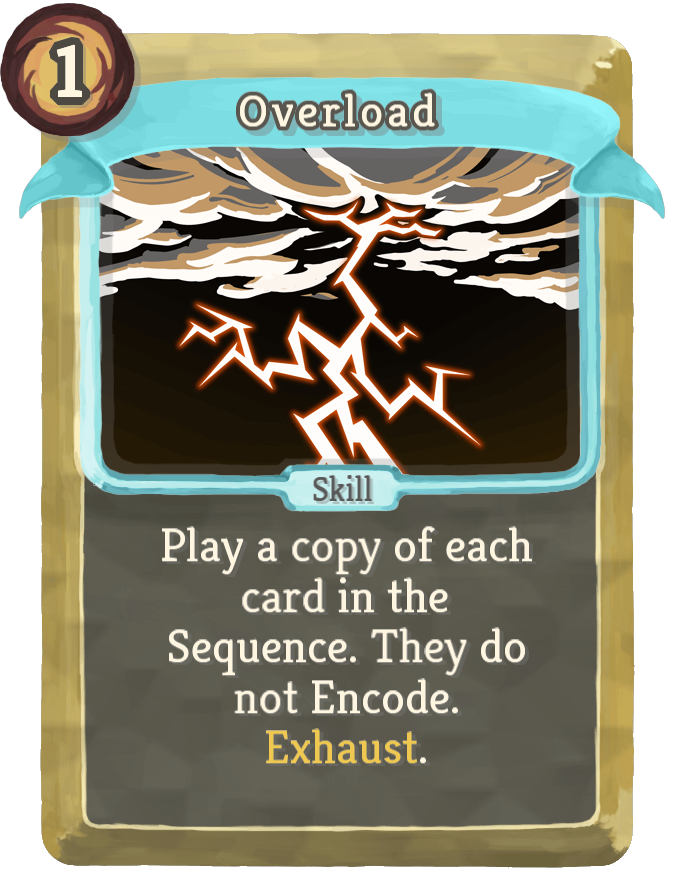 1
Overload
Skill
Play a copy of each
card in the
Sequence. They do
not Encode.
Exhaust.